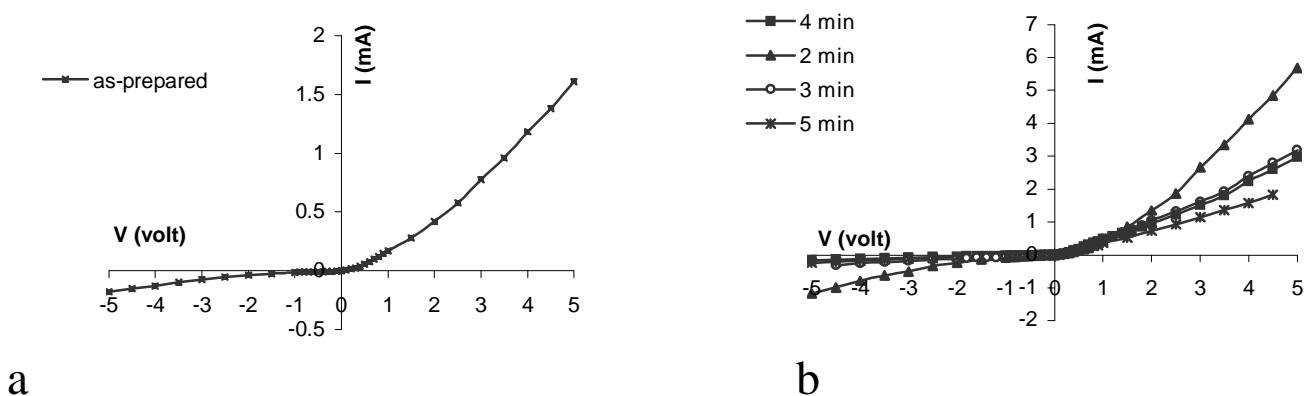 as-prepared
I (mA)
2
1.5
1
0.5
0
-0.5
V (volt)
-5 -4 -3 -2 -1 0 1 2 3 4 5
a
4 min
2 min
3 min
5 min
I (mA)
7
6
5
4
3
2
1
0
-1
-2
V (volt)
-5 -4 -3 -2 -1 0 1 2 3 4 5
b